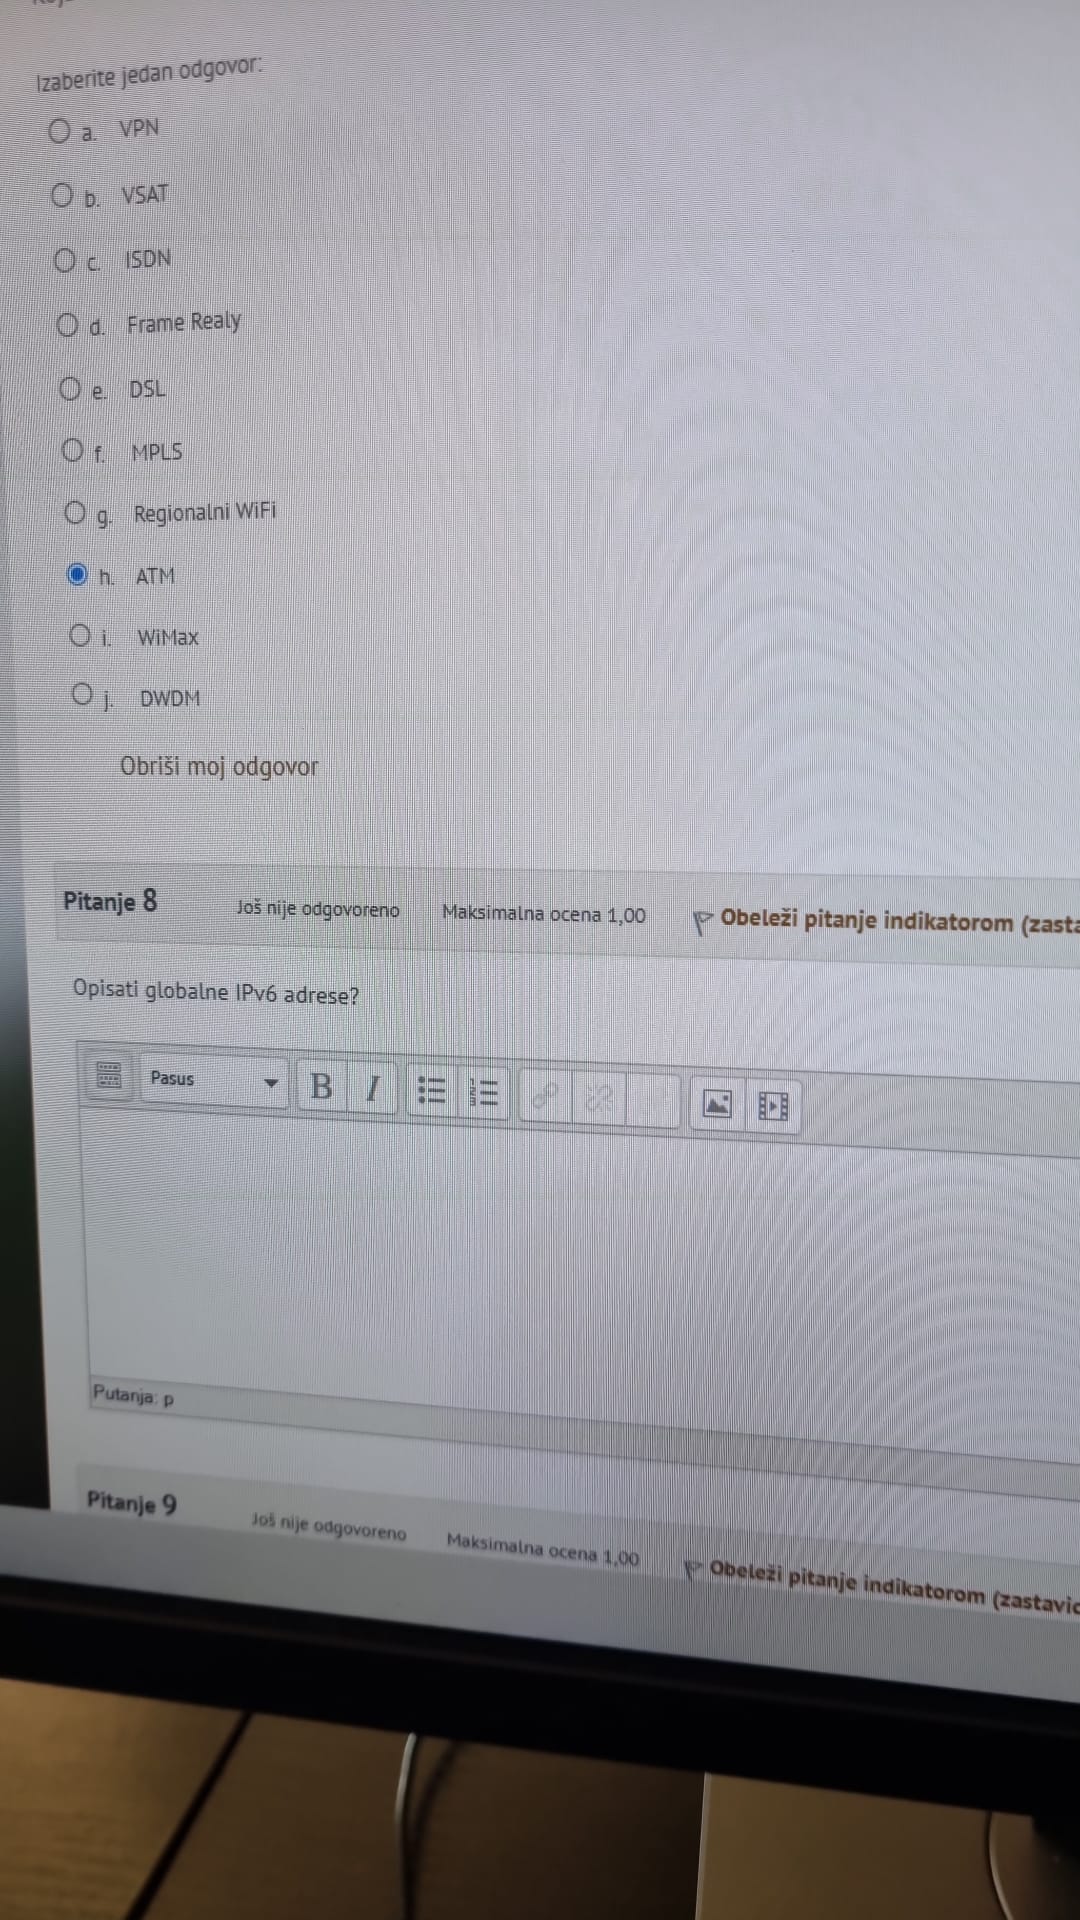 Izaberite jedan odgovor:
a. VPN
b. VSAT
c. ISDN
d. Frame Realy
e. DSL
f. MPLS
g. Regionalni WiFi
h. ATM
i. WiMax
j. DWDM
Obriši moj odgovor
Pitanje 8 Još nije odgovoreno Maksimalna ocena 1,00 Obeleži pitanje indikatorom
Opisati globalne IPv6 adrese?
Pasus B I
Putanja: p
Pitanje 9 Još nije odgovoreno Maksimalna ocena 1,00 Obeleži pitanje indikatorom